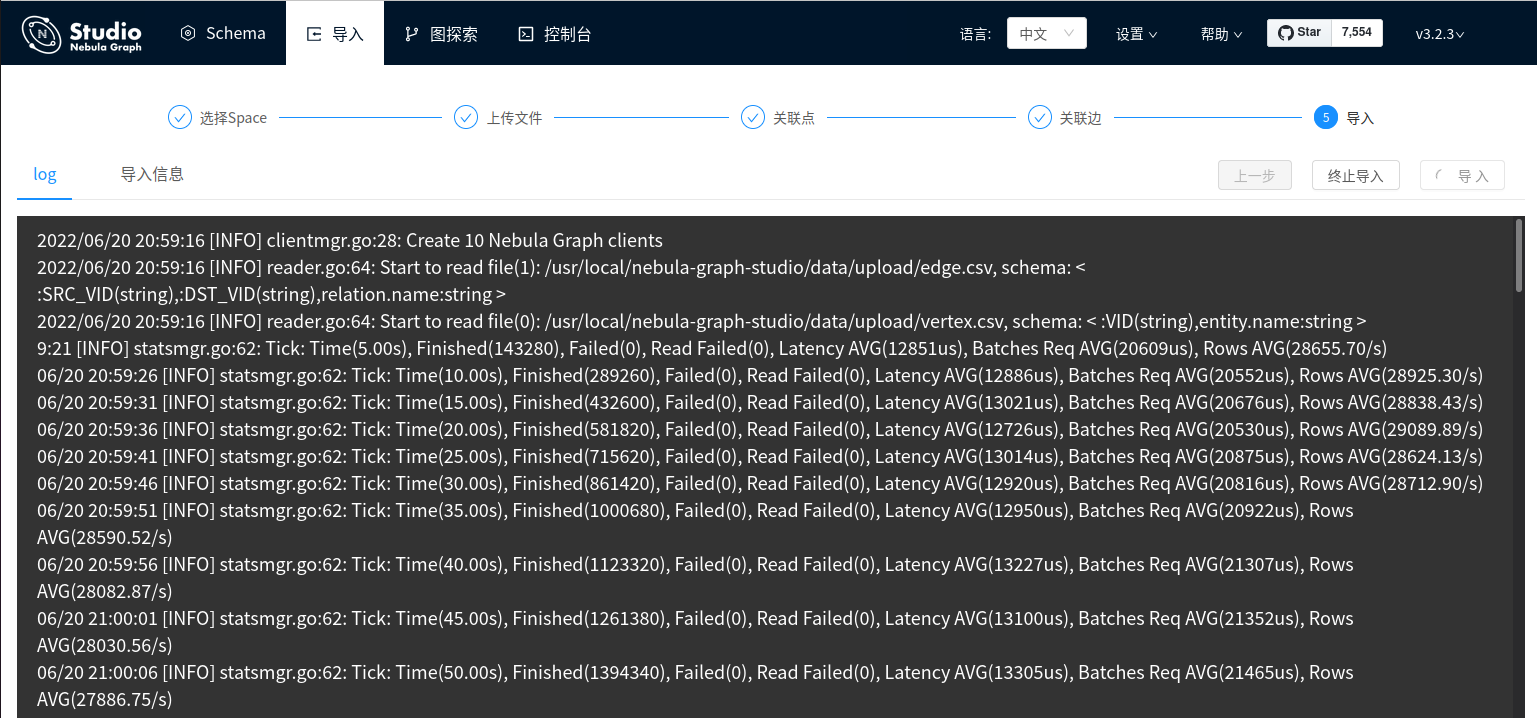 Studio
Nebula Graph
Schema
导入
图探索
控制台
语言:
中文
设置
帮助
Star
7,554
v3.2.3
选择Space
上传文件
关联点
关联边
5
导入
log
导入信息
上一步
终止导入
导 入
2022/06/20 20:59:16 [INFO] clientmgr.go:28: Create 10 Nebula Graph clients
2022/06/20 20:59:16 [INFO] reader.go:64: Start to read file(1): /usr/local/nebula-graph-studio/data/upload/edge.csv, schema: <
:SRC_VID(string),:DST_VID(string),relation.name:string >
2022/06/20 20:59:16 [INFO] reader.go:64: Start to read file(0): /usr/local/nebula-graph-studio/data/upload/vertex.csv, schema: < :VID(string),entity.name:string >
9:21 [INFO] statsmgr.go:62: Tick: Time(5.00s), Finished(143280), Failed(0), Read Failed(0), Latency AVG(12851us), Batches Req AVG(20609us), Rows AVG(28655.70/s)
06/20 20:59:26 [INFO] statsmgr.go:62: Tick: Time(10.00s), Finished(289260), Failed(0), Read Failed(0), Latency AVG(12886us), Batches Req AVG(20552us), Rows AVG(28925.30/s)
06/20 20:59:31 [INFO] statsmgr.go:62: Tick: Time(15.00s), Finished(432600), Failed(0), Read Failed(0), Latency AVG(13021us), Batches Req AVG(20676us), Rows AVG(28838.43/s)
06/20 20:59:36 [INFO] statsmgr.go:62: Tick: Time(20.00s), Finished(581820), Failed(0), Read Failed(0), Latency AVG(12726us), Batches Req AVG(20530us), Rows AVG(29089.89/s)
06/20 20:59:41 [INFO] statsmgr.go:62: Tick: Time(25.00s), Finished(715620), Failed(0), Read Failed(0), Latency AVG(13014us), Batches Req AVG(20875us), Rows AVG(28624.13/s)
06/20 20:59:46 [INFO] statsmgr.go:62: Tick: Time(30.00s), Finished(861420), Failed(0), Read Failed(0), Latency AVG(12920us), Batches Req AVG(20816us), Rows AVG(28712.90/s)
06/20 20:59:51 [INFO] statsmgr.go:62: Tick: Time(35.00s), Finished(1000680), Failed(0), Read Failed(0), Latency AVG(12950us), Batches Req AVG(20922us), Rows
AVG(28590.52/s)
06/20 20:59:56 [INFO] statsmgr.go:62: Tick: Time(40.00s), Finished(1123320), Failed(0), Read Failed(0), Latency AVG(13227us), Batches Req AVG(21307us), Rows
AVG(28082.87/s)
06/20 21:00:01 [INFO] statsmgr.go:62: Tick: Time(45.00s), Finished(1261380), Failed(0), Read Failed(0), Latency AVG(13100us), Batches Req AVG(21352us), Rows
AVG(28030.56/s)
06/20 21:00:06 [INFO] statsmgr.go:62: Tick: Time(50.00s), Finished(1394340), Failed(0), Read Failed(0), Latency AVG(13305us), Batches Req AVG(21465us), Rows
AVG(27886.75/s)